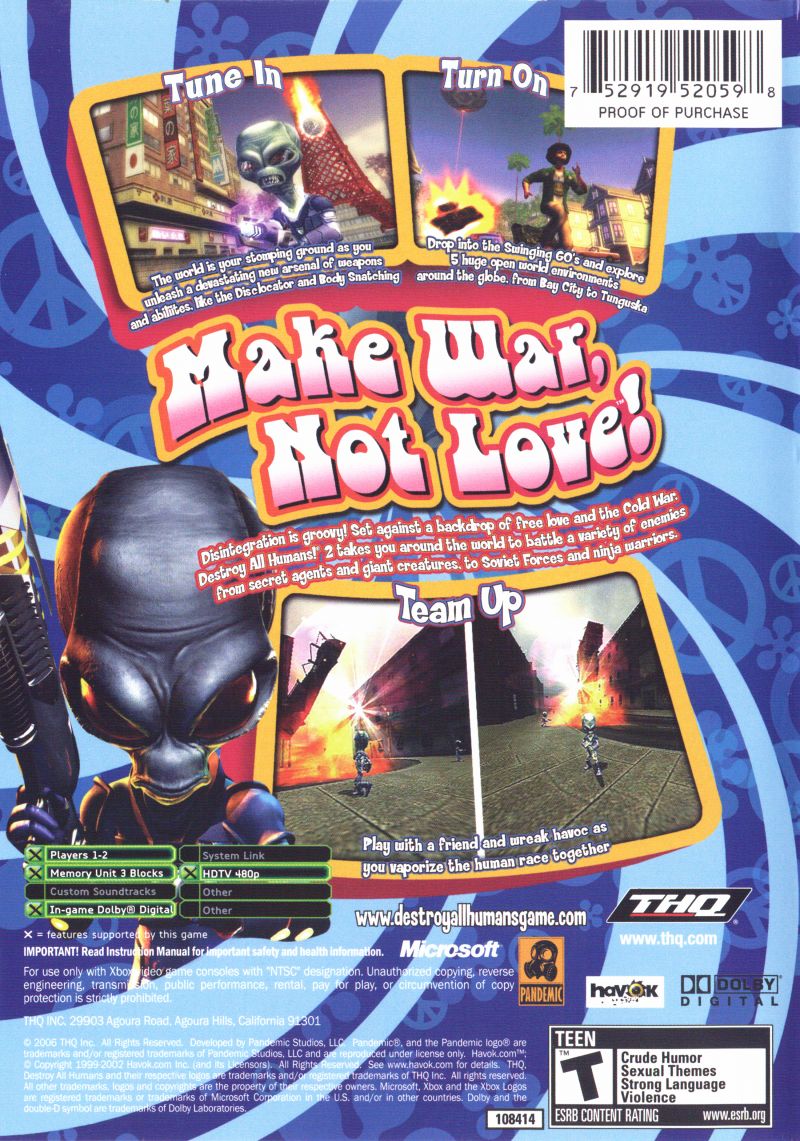 Tune In
Turn On
7 52919 52059 8
PROOF OF PURCHASE
The world is your stomping ground as you
unleash a devastating new arsenal of weapons
and abilities, like the Dislocator and Body Snatching
Drop into the Swinging 60's and explore
5 huge open world environments
around the globe, from Bay City to Tunguska
Make War,
Not Love!™
Disintegration is groovy! Set against a backdrop of free love and the Cold War.
Destroy All Humans!® 2 takes you around the world to battle a variety of enemies
from secret agents and giant creatures, to Soviet Forces and ninja warriors.
Team Up
Play with a friend and wreak havoc as
you vaporize the human race together
Players 1-2
System Link
Memory Unit 3 Blocks
HDTV 480p
Custom Soundtracks
Other
In-game Dolby® Digital
Other
X = features supported by this game
www.destroyallhumansgame.com
THQ®
www.thq.com
IMPORTANT! Read Instruction Manual for important safety and health information.
Microsoft®
For use only with Xbox video game consoles with "NTSC" designation. Unauthorized copying, reverse
engineering, transmission, public performance, rental, pay for play, or circumvention of copy
protection is strictly prohibited.
PANDEMIC
havok
DOLBY
DIGITAL
THQ INC. 29903 Agoura Road, Agoura Hills, California 91301
© 2006 THQ Inc. All Rights Reserved. Developed by Pandemic Studios, LLC. Pandemic®, and the Pandemic logo® are
trademarks and/or registered trademarks of Pandemic Studios, LLC and are reproduced under license only. Havok.com™;
© Copyright 1999-2002 Havok.com Inc. (and its Licensors). All Rights Reserved. See www.havok.com for details. THQ,
Destroy All Humans and their respective logos are trademarks and/or registered trademarks of THQ Inc. All rights reserved.
All other trademarks, logos and copyrights are the property of their respective owners. Microsoft, Xbox and the Xbox Logos
are registered trademarks or trademarks of Microsoft Corporation in the U.S. and/or in other countries. Dolby and the
double-D symbol are trademarks of Dolby Laboratories.
108414
TEEN
T
Crude Humor
Sexual Themes
Strong Language
Violence
ESRB CONTENT RATING www.esrb.org